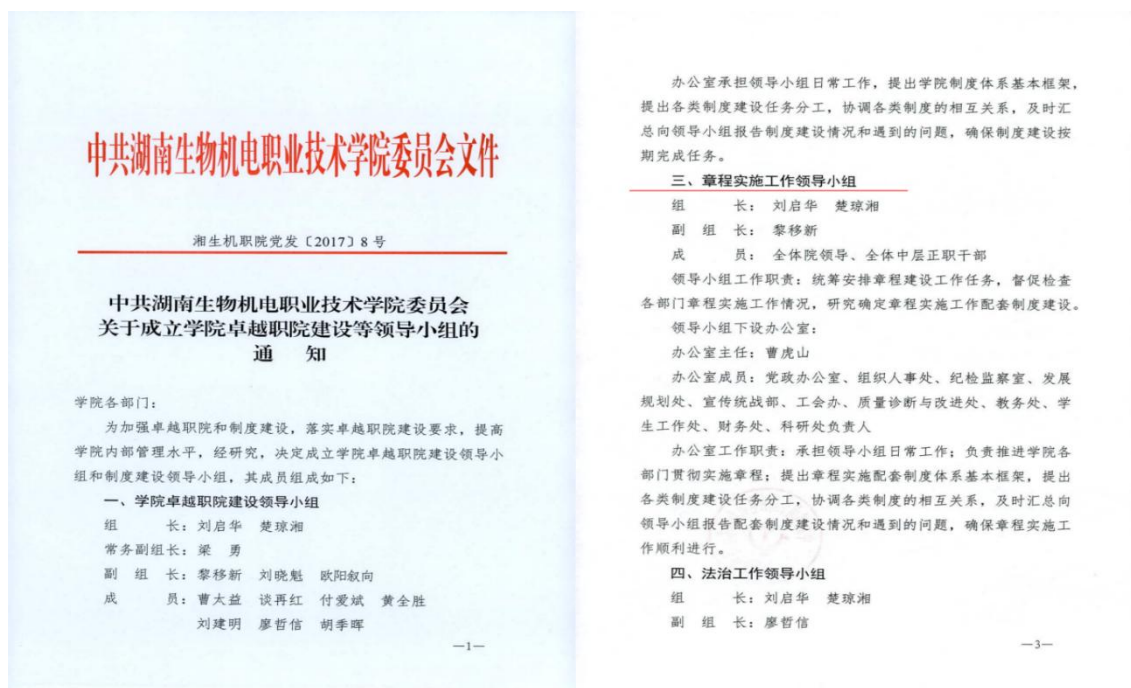 中共湖南生物机电职业技术学院委员会文件
湘生机职院党发〔2017〕8号
中共湖南生物机电职业技术学院委员会
关于成立学院卓越职院建设等领导小组的
通 知
学院各部门：
为加强卓越职院和制度建设，落实卓越职院建设要求，提高
学院内部管理水平，经研究，决定成立学院卓越职院建设领导小
组和制度建设领导小组，其成员组成如下：
一、学院卓越职院建设领导小组
组 长：刘启华 楚琼湘
常务副组长：梁 勇
副 组 长：黎移新 刘晓魁 欧阳叙向
成 员：曹太益 谈再红 付爱斌 黄全胜
刘建明 廖哲信 胡季晖
—1—
办公室承担领导小组日常工作，提出学院制度体系基本框架，
提出各类制度建设任务分工，协调各类制度的相互关系，及时汇
总向领导小组报告制度建设情况和遇到的问题，确保制度建设按
期完成任务。
三、章程实施工作领导小组
组 长：刘启华 楚琼湘
副 组 长：黎移新
成 员：全体院领导、全体中层正职干部
领导小组工作职责：统筹安排章程建设工作任务，督促检查
各部门章程实施工作情况，研究确定章程实施工作配套制度建设。
领导小组下设办公室：
办公室主任：曹虎山
办公室成员：党政办公室、组织人事处、纪检监察室、发展
规划处、宣传统战部、工会办、质量诊断与改进处、教务处、学
生工作处、财务处、科研处负责人
办公室工作职责：承担领导小组日常工作；负责推进学院各
部门贯彻实施章程；提出章程实施配套制度体系基本框架，提出
各类制度建设任务分工，协调各类制度的相互关系，及时汇总向
领导小组报告配套制度建设情况和遇到的问题，确保章程实施工
作顺利进行。
四、法治工作领导小组
组 长：刘启华 楚琼湘
副 组 长：廖哲信
—3—